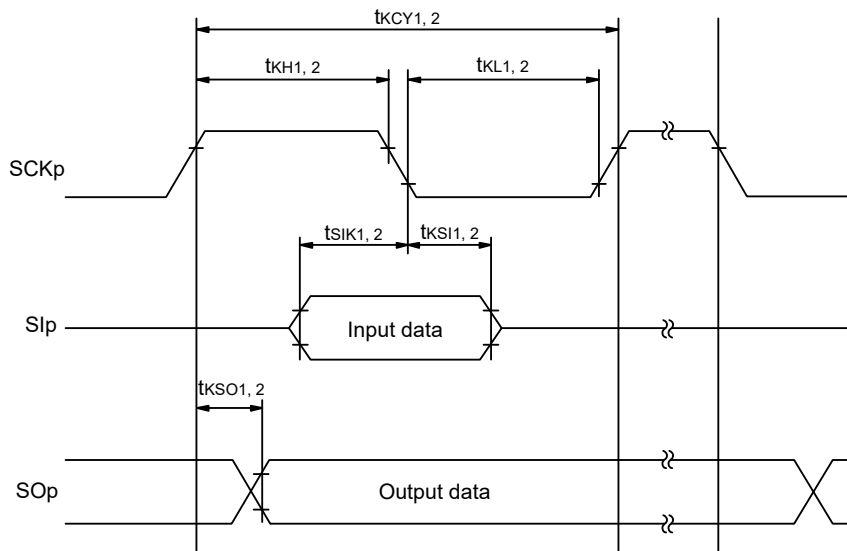 tKCY1, 2
tKH1, 2
tKL1, 2
SCKp
tSIK1, 2
tKSI1, 2
SIp
Input data
tKSO1, 2
SOp
Output data